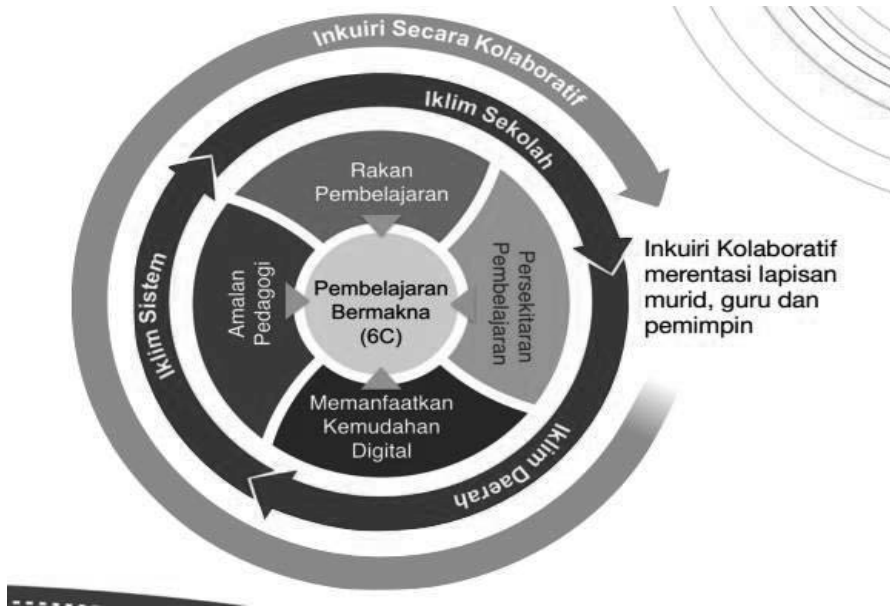 Inkuiri Secara Kolaboratif
Iklim Sekolah
Rakan
Pembelajaran
Persekitaran
Pembelajaran
Inkuiri Kolaboratif
merentasi lapisan
murid, guru dan
pemimpin
Amalan
Pedagogi
Pembelajaran
Bermakna
(6C)
Iklim Sistem
Memanfaatkan
Kemudahan
Digital
Iklim Daerah